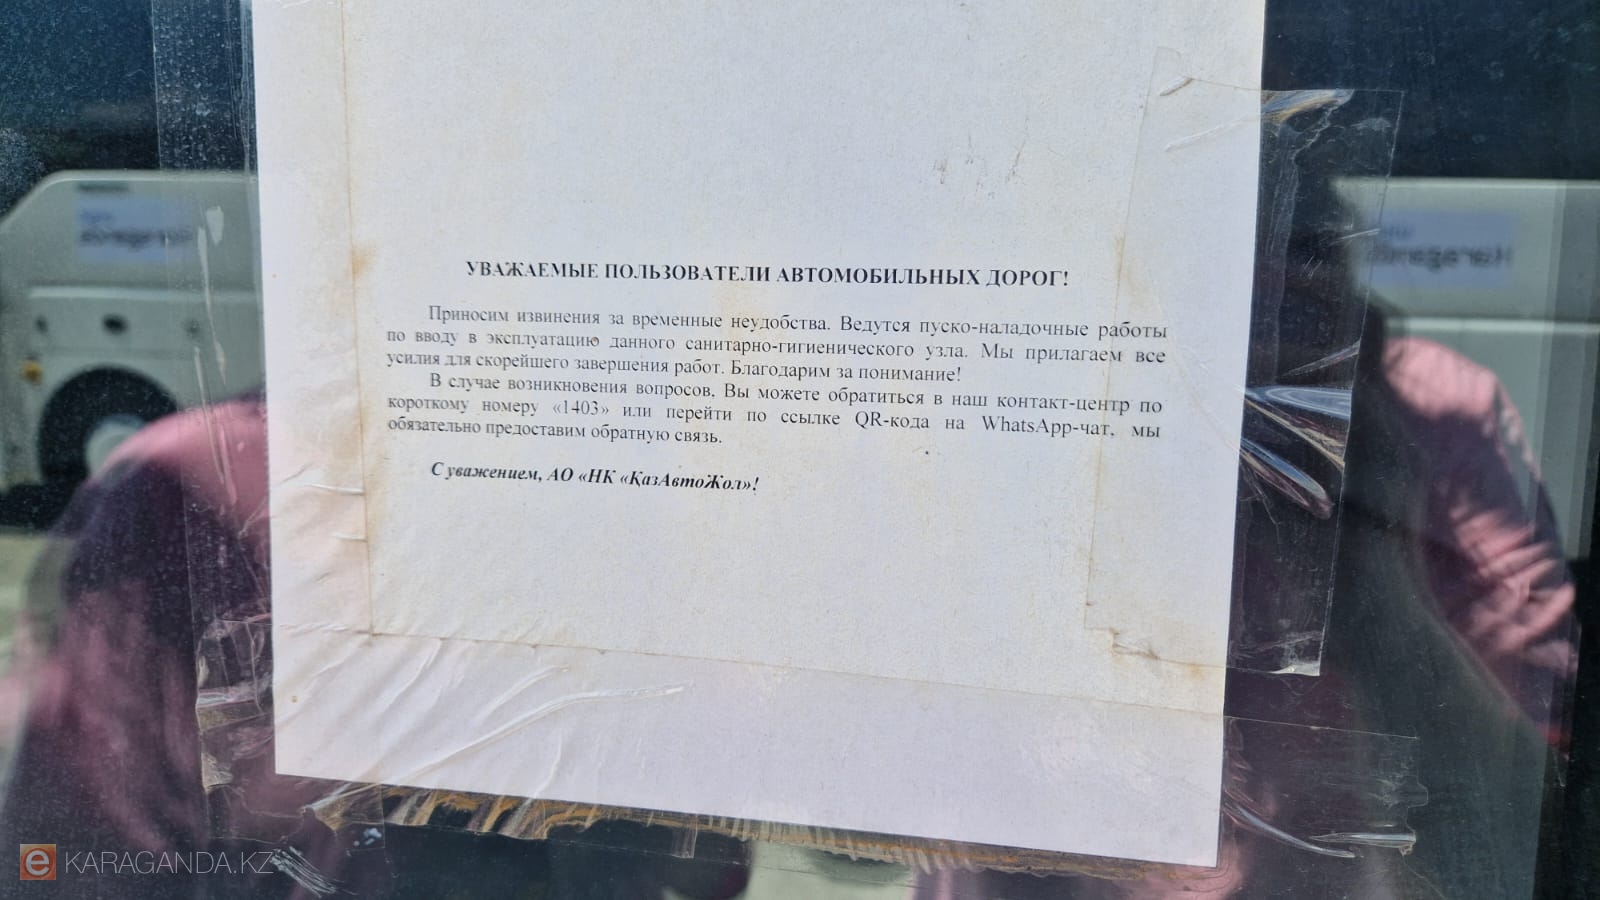 УВАЖАЕМЫЕ ПОЛЬЗОВАТЕЛИ АВТОМОБИЛЬНЫХ ДОРОГ!
Приносим извинения за временные неудобства. Ведутся пуско-наладочные работы
по вводу в эксплуатацию данного санитарно-гигиенического узла. Мы прилагаем все
усилия для скорейшего завершения работ. Благодарим за понимание!
В случае возникновения вопросов, Вы можете обратиться в наш контакт-центр по
короткому номеру «1403» или перейти по ссылке QR-кода на WhatsApp-чат, мы
обязательно предоставим обратную связь.
С уважением, АО «НК «ҚазАвтоЖол»!
e KARAGANDA.KZ